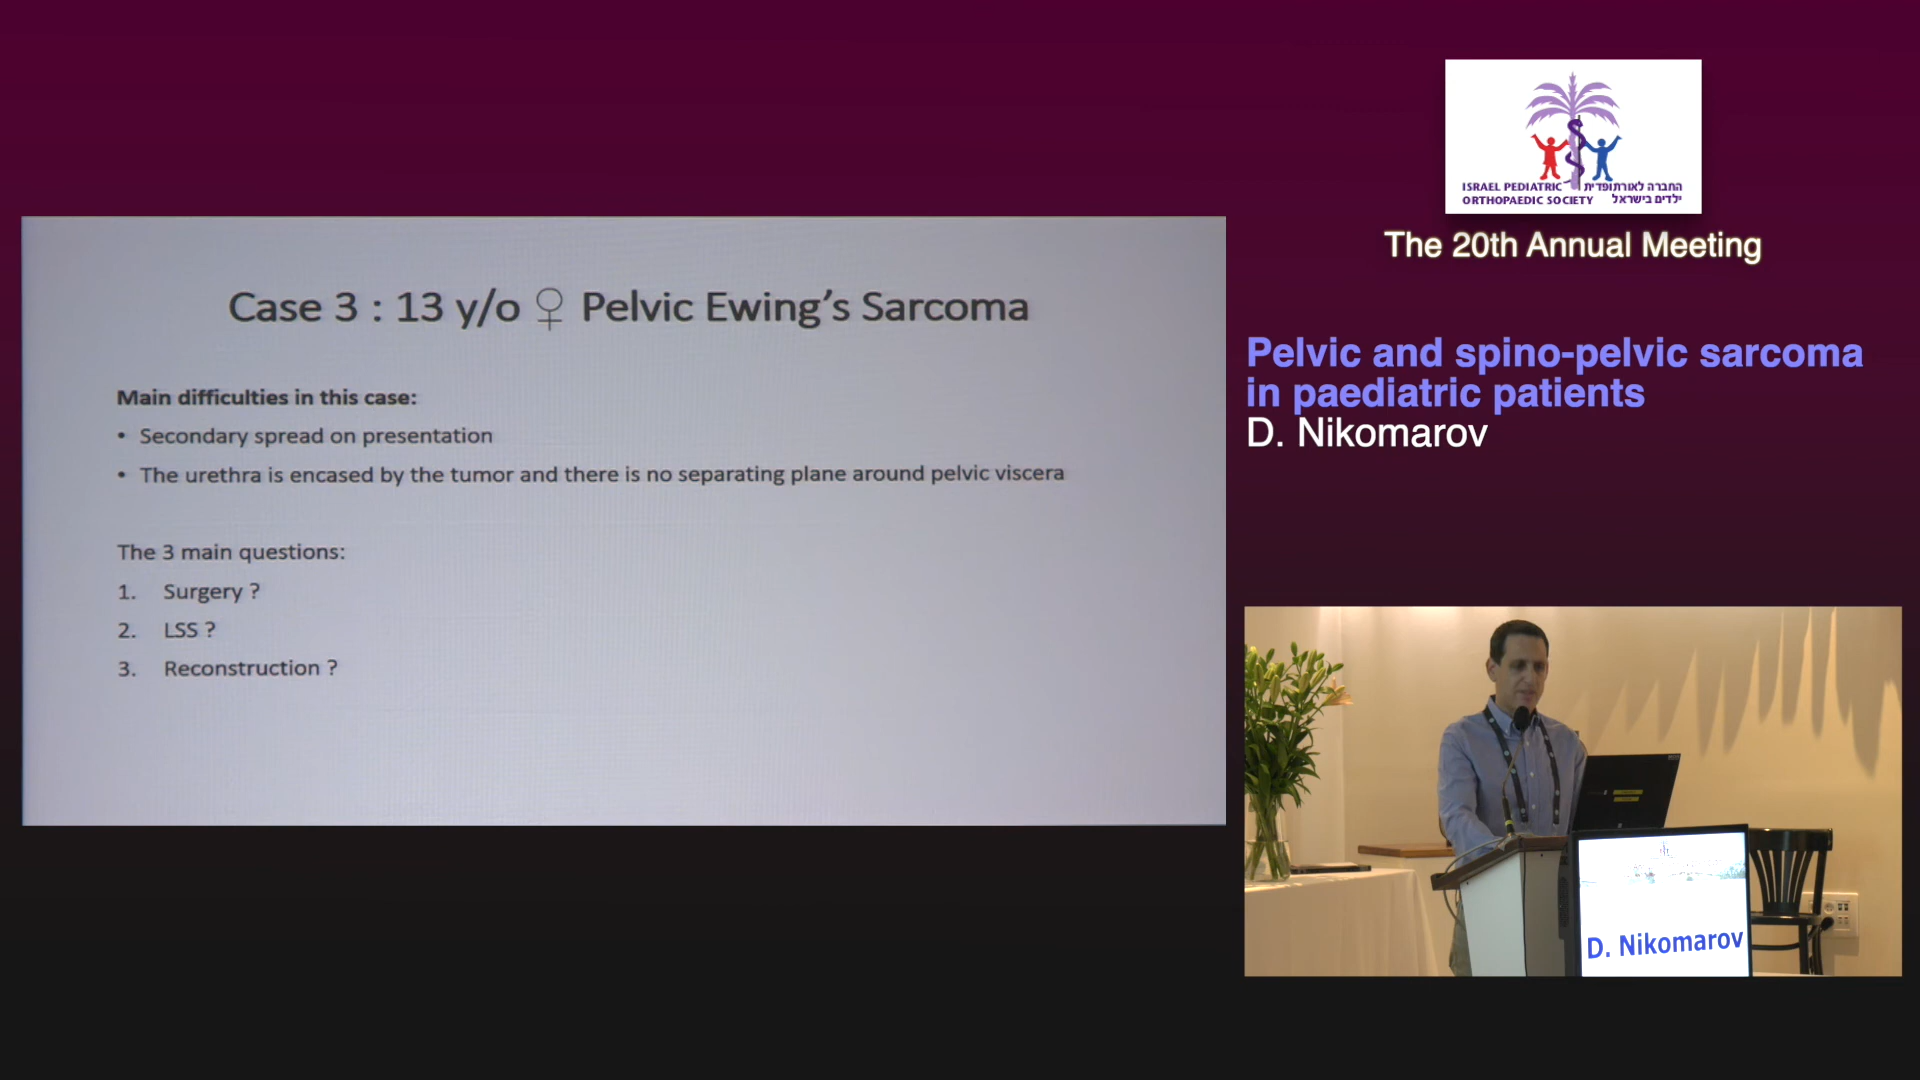 Case 3 : 13 y/o ♀ Pelvic Ewing’s Sarcoma
Main difficulties in this case:
• Secondary spread on presentation
• The urethra is encased by the tumor and there is no separating plane around pelvic viscera
The 3 main questions:
1. Surgery ?
2. LSS ?
3. Reconstruction ?
ISRAEL PEDIATRIC החברה לאורתופדית
ORTHOPAEDIC SOCIETY ילדים בישראל
The 20th Annual Meeting
Pelvic and spino-pelvic sarcoma
in paediatric patients
D. Nikomarov
D. Nikomarov